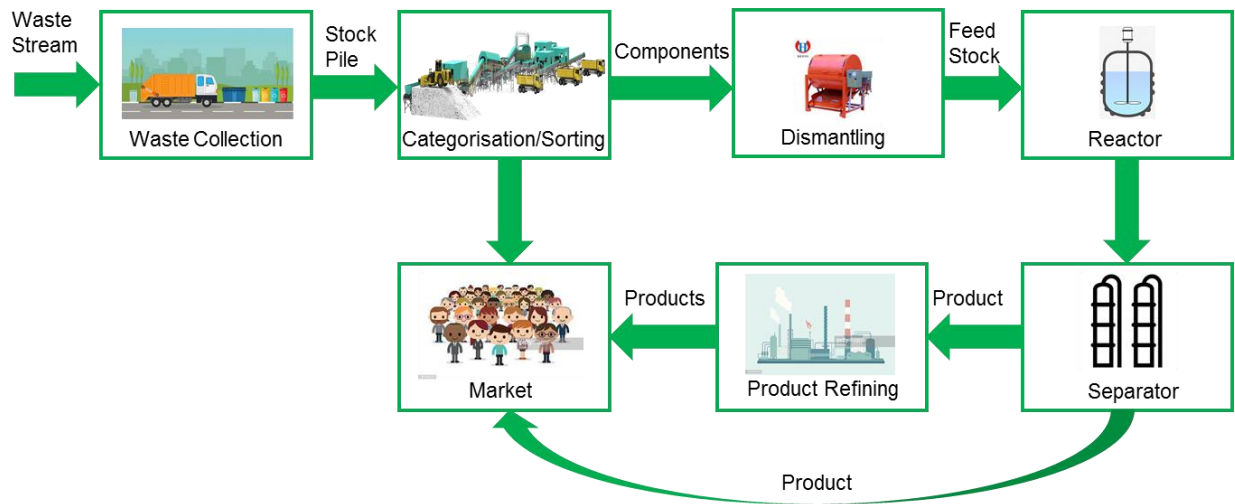 Waste
Stream
Waste Collection
Stock
Pile
Categorisation/Sorting
Components
Dismantling
Feed
Stock
Reactor
Market
Products
Product Refining
Product
Separator
Product